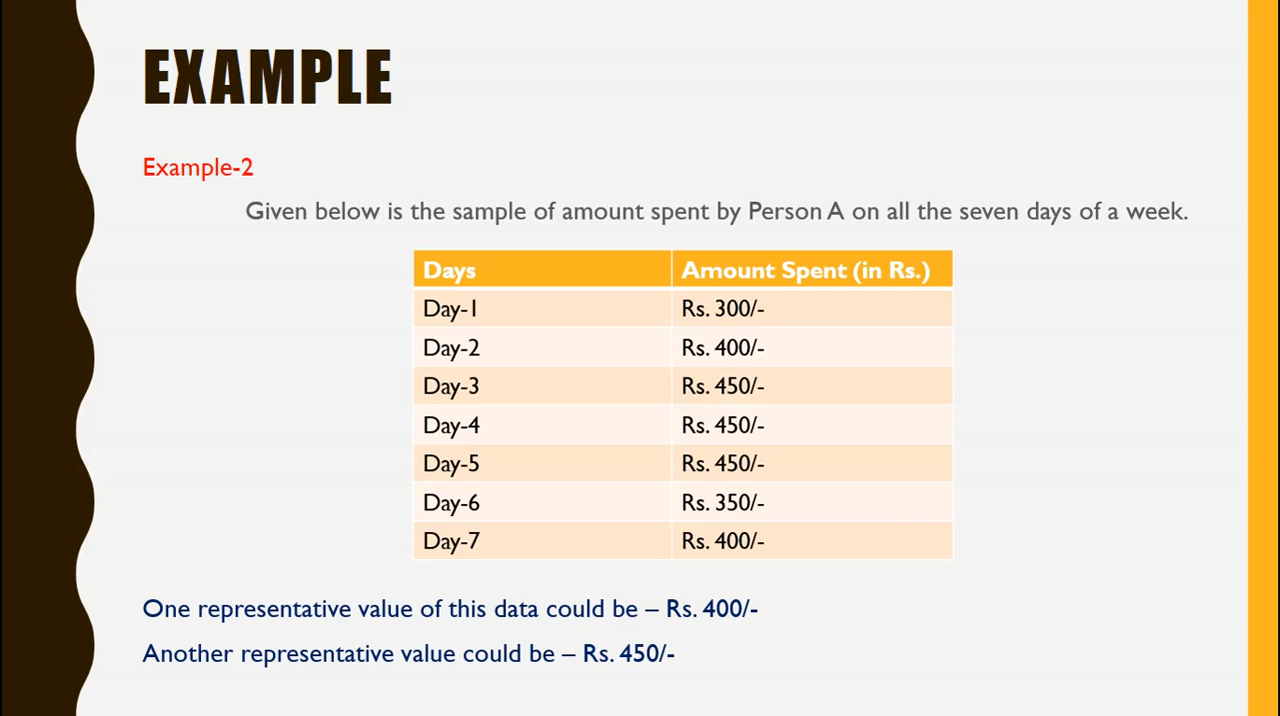 EXAMPLE
Example-2
Given below is the sample of amount spent by Person A on all the seven days of a week.
Days Amount Spent (in Rs.)
Day-1 Rs. 300/-
Day-2 Rs. 400/-
Day-3 Rs. 450/-
Day-4 Rs. 450/-
Day-5 Rs. 450/-
Day-6 Rs. 350/-
Day-7 Rs. 400/-
One representative value of this data could be – Rs. 400/-
Another representative value could be – Rs. 450/-